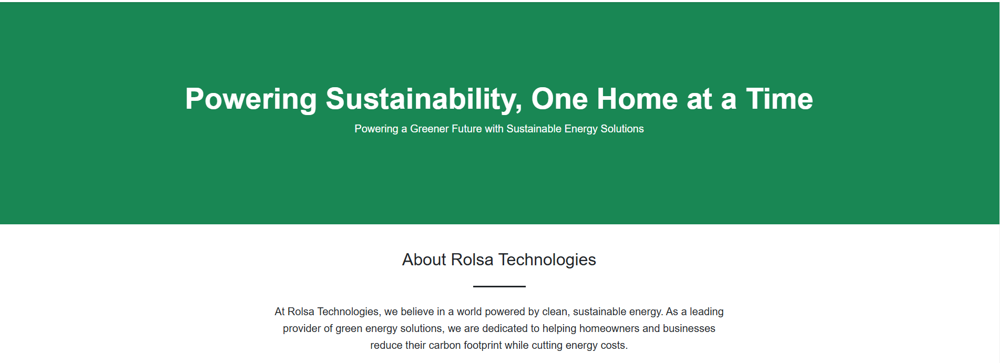 Powering Sustainability, One Home at a Time
Powering a Greener Future with Sustainable Energy Solutions
About Rolsa Technologies
At Rolsa Technologies, we believe in a world powered by clean, sustainable energy. As a leading
provider of green energy solutions, we are dedicated to helping homeowners and businesses
reduce their carbon footprint while cutting energy costs.